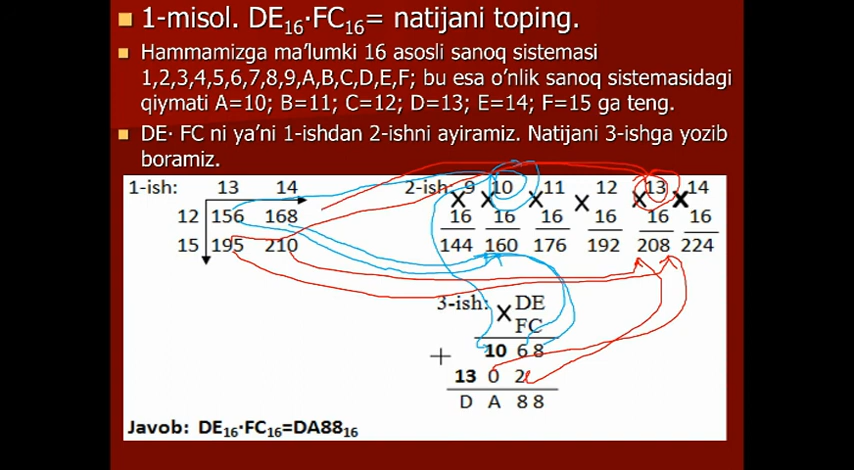 1-misol. DE16·FC16= natijani toping.
Hammamizga ma’lumki 16 asosli sanoq sistemasi
1,2,3,4,5,6,7,8,9,A,B,C,D,E,F; bu esa o’nlik sanoq sistemasidagi
qiymati A=10; B=11; C=12; D=13; E=14; F=15 ga teng.
DE· FC ni ya’ni 1-ishdan 2-ishni ayiramiz. Natijani 3-ishga yozib
boramiz.
1-ish: 13 14
12 156 168
15 195 210
2-ish: 9 10 11 12 13 14
× × × × × ×
16 16 16 16 16 16
144 160 176 192 208 224
3-ish: × DE
FC
10 6 8
+
13 0 2
D A 8 8
Javob: DE16·FC16=DA8816